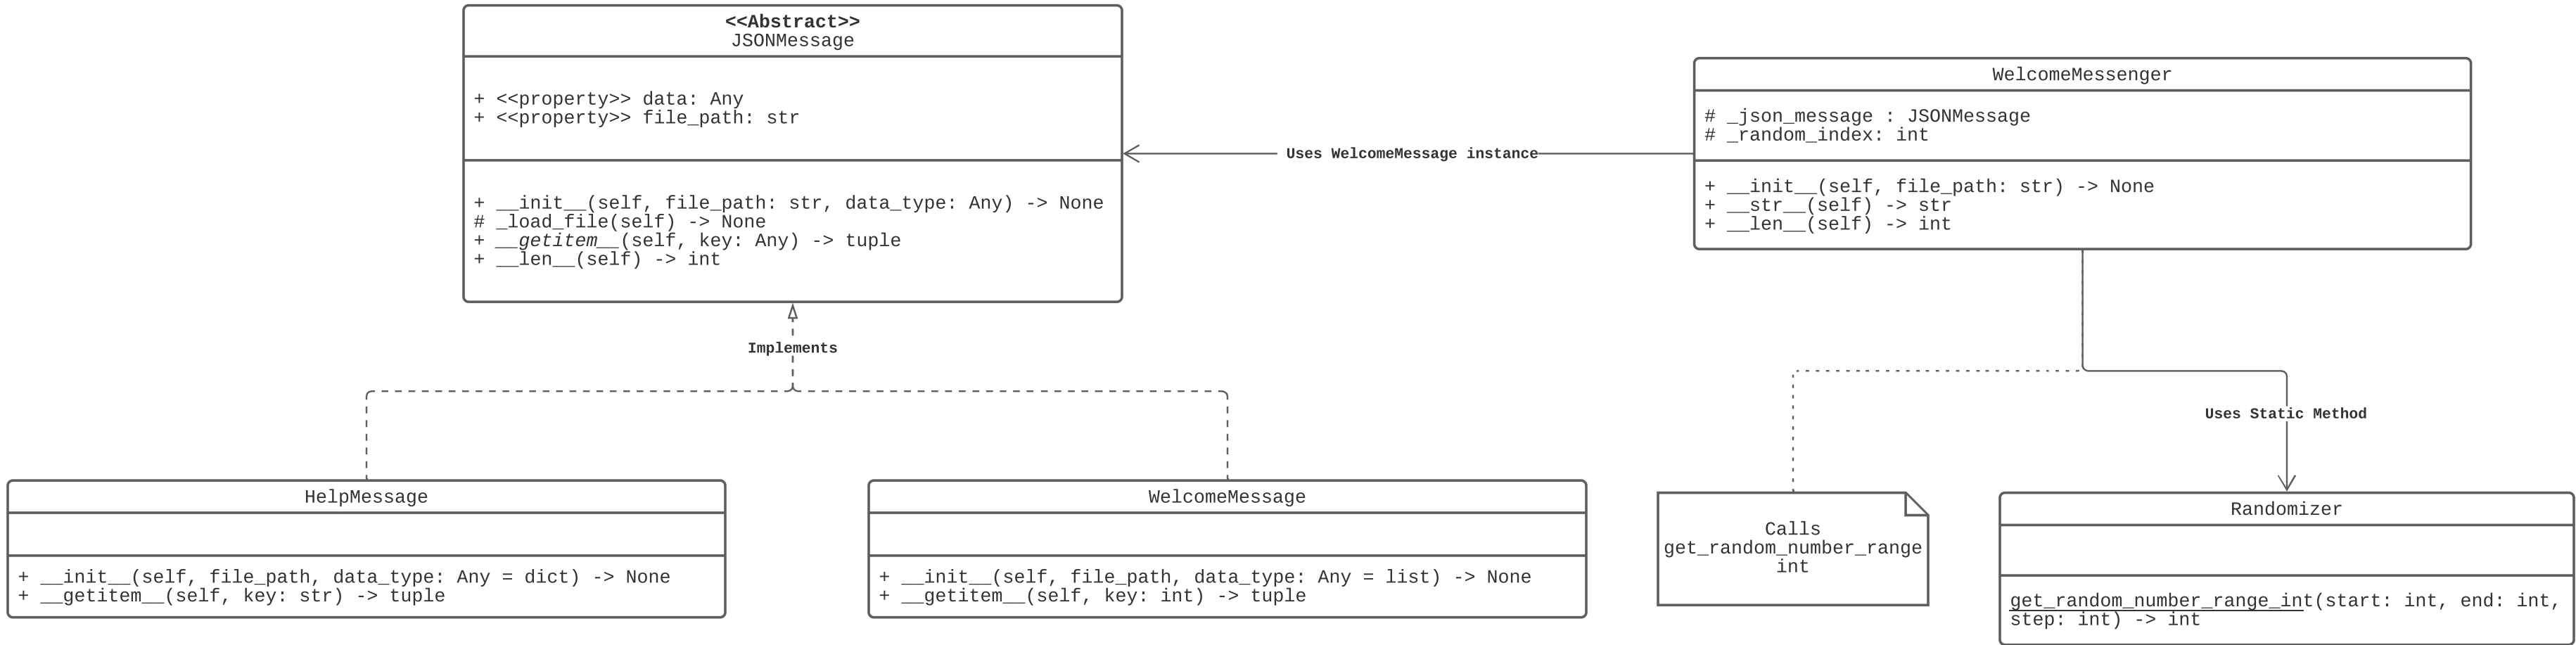 <<Abstract>>
JSONMessage
+ <<property>> data: Any
+ <<property>> file_path: str
+ __init__(self, file_path: str, data_type: Any) -> None
# _load_file(self) -> None
+ __getitem__(self, key: Any) -> tuple
+ __len__(self) -> int
Uses WelcomeMessage instance
WelcomeMessenger
# _json_message : JSONMessage
# _random_index: int
+ __init__(self, file_path: str) -> None
+ __str__(self) -> str
+ __len__(self) -> int
Implements
Uses Static Method
HelpMessage
+ __init__(self, file_path, data_type: Any = dict) -> None
+ __getitem__(self, key: str) -> tuple
WelcomeMessage
+ __init__(self, file_path, data_type: Any = list) -> None
+ __getitem__(self, key: int) -> tuple
Calls
get_random_number_range
int
Randomizer
get_random_number_range_int(start: int, end: int,
step: int) -> int